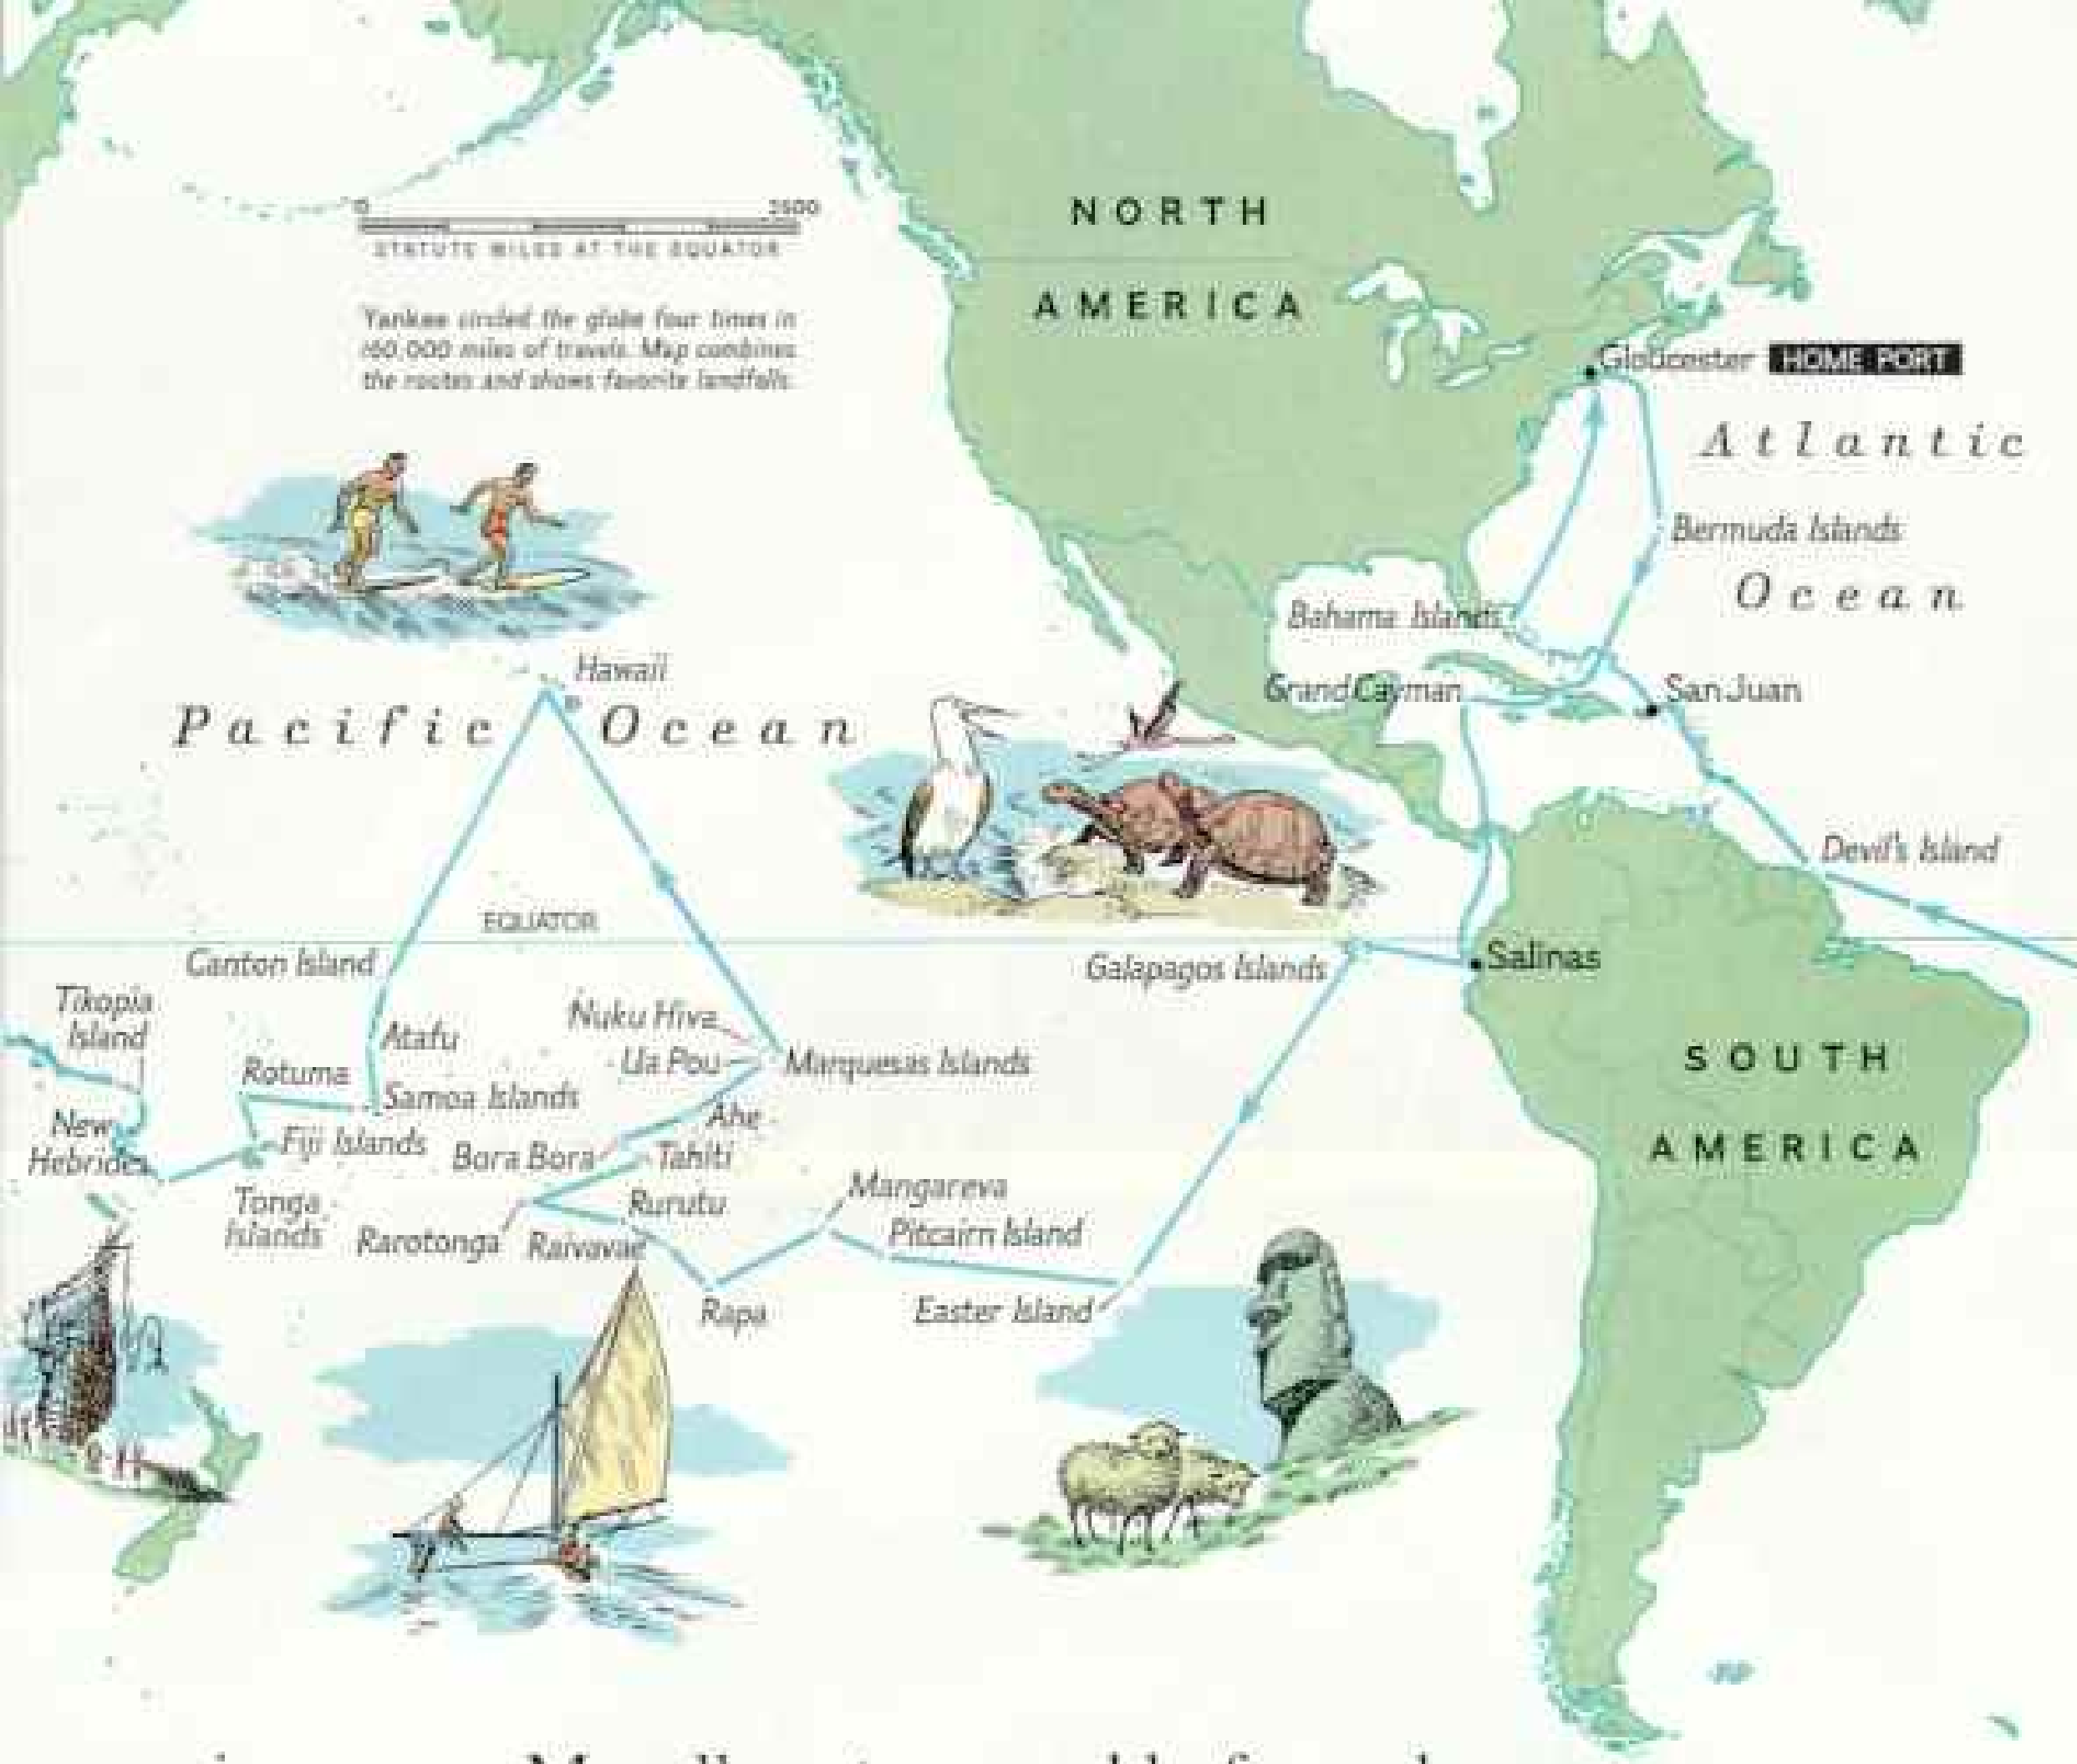 0 1500
STATUTE MILES AT THE EQUATOR
NORTH
AMERICA
Yankee circled the globe four times in
160,000 miles of travels. Map combines
the routes and shows favorite landfalls.
Gloucester HOME PORT
Atlantic
Bermuda Islands
Ocean
Bahama Islands
Hawaii
Grand Cayman
San Juan
Pacific Ocean
Devil's Island
EQUATOR
Canton Island
Galapagos Islands
Salinas
Tikopia
Island
Nuku Hiva
Atafu
Ua Pou
Marquesas Islands
SOUTH
AMERICA
Rotuma
Samoa Islands
Ahe
New
Hebrides
Fiji Islands
Bora Bora
Tahiti
Tonga
Islands
Rurutu
Mangareva
Rarotonga
Raivavae
Pitcairn Island
Rapa
Easter Island